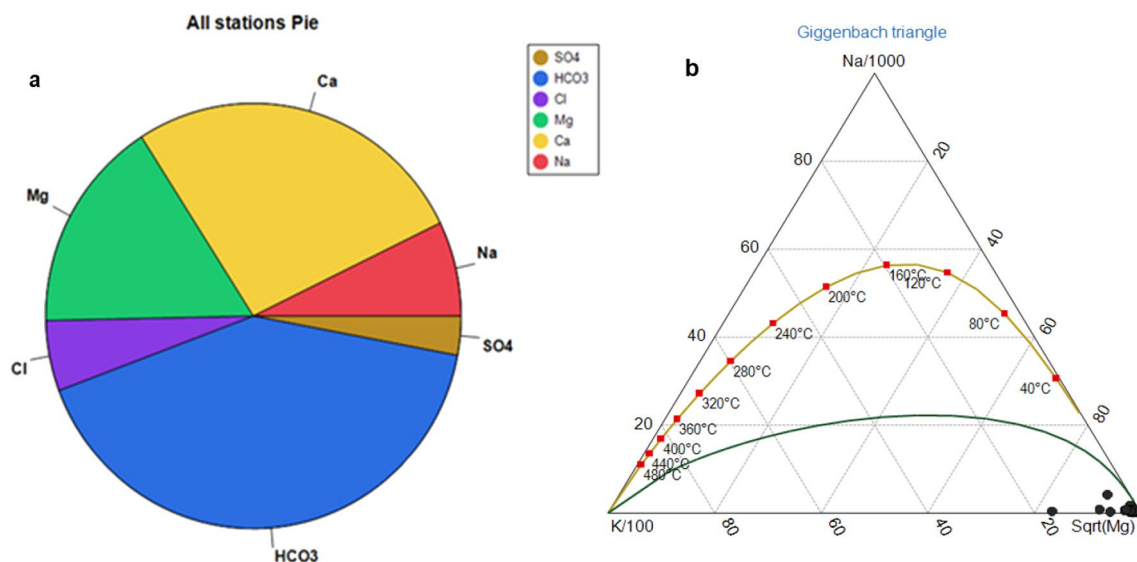 All stations Pie
a
Ca
Mg
Na
SO4
Cl
HCO3
SO4
HCO3
Cl
Mg
Ca
Na
b
Giggenbach triangle
Na/1000
80
20
60
40
160°C
120°C
200°C
80°C
240°C
40
60
280°C
40°C
320°C
20
80
360°C
400°C
440°C
480°C
K/100
Sqrt(Mg)
80
60
40
20